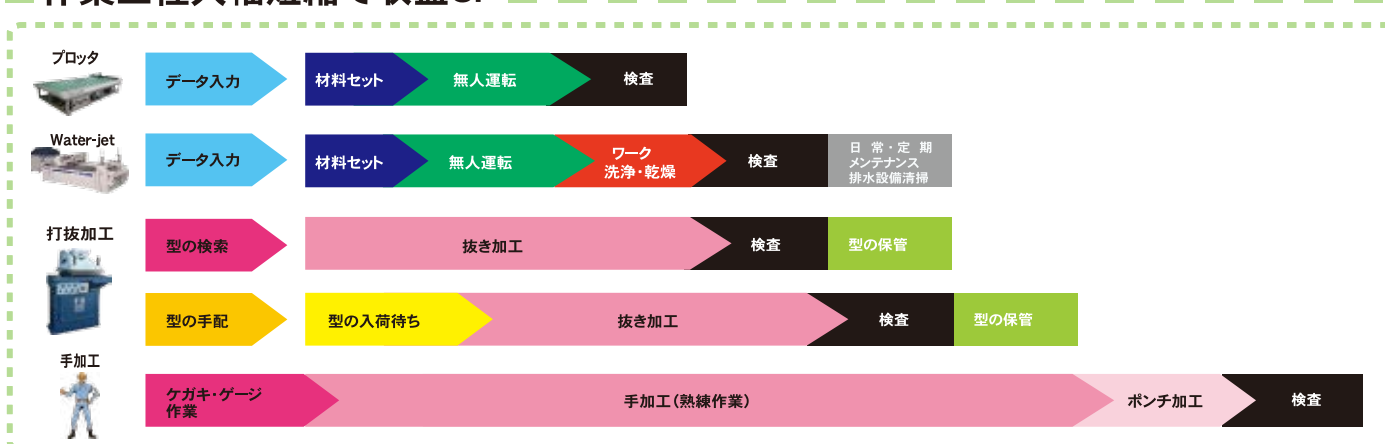 プロッタ
データ入力
材料セット
無人運転
検査
Water-jet
データ入力
材料セット
無人運転
ワーク
洗浄・乾燥
検査
日常・定期
メンテナンス
排水設備清掃
打抜加工
型の検索
抜き加工
検査
型の保管
型の手配
型の入荷待ち
抜き加工
検査
型の保管
手加工
ケガキ・ゲージ
作業
手加工(熟練作業)
ポンチ加工
検査